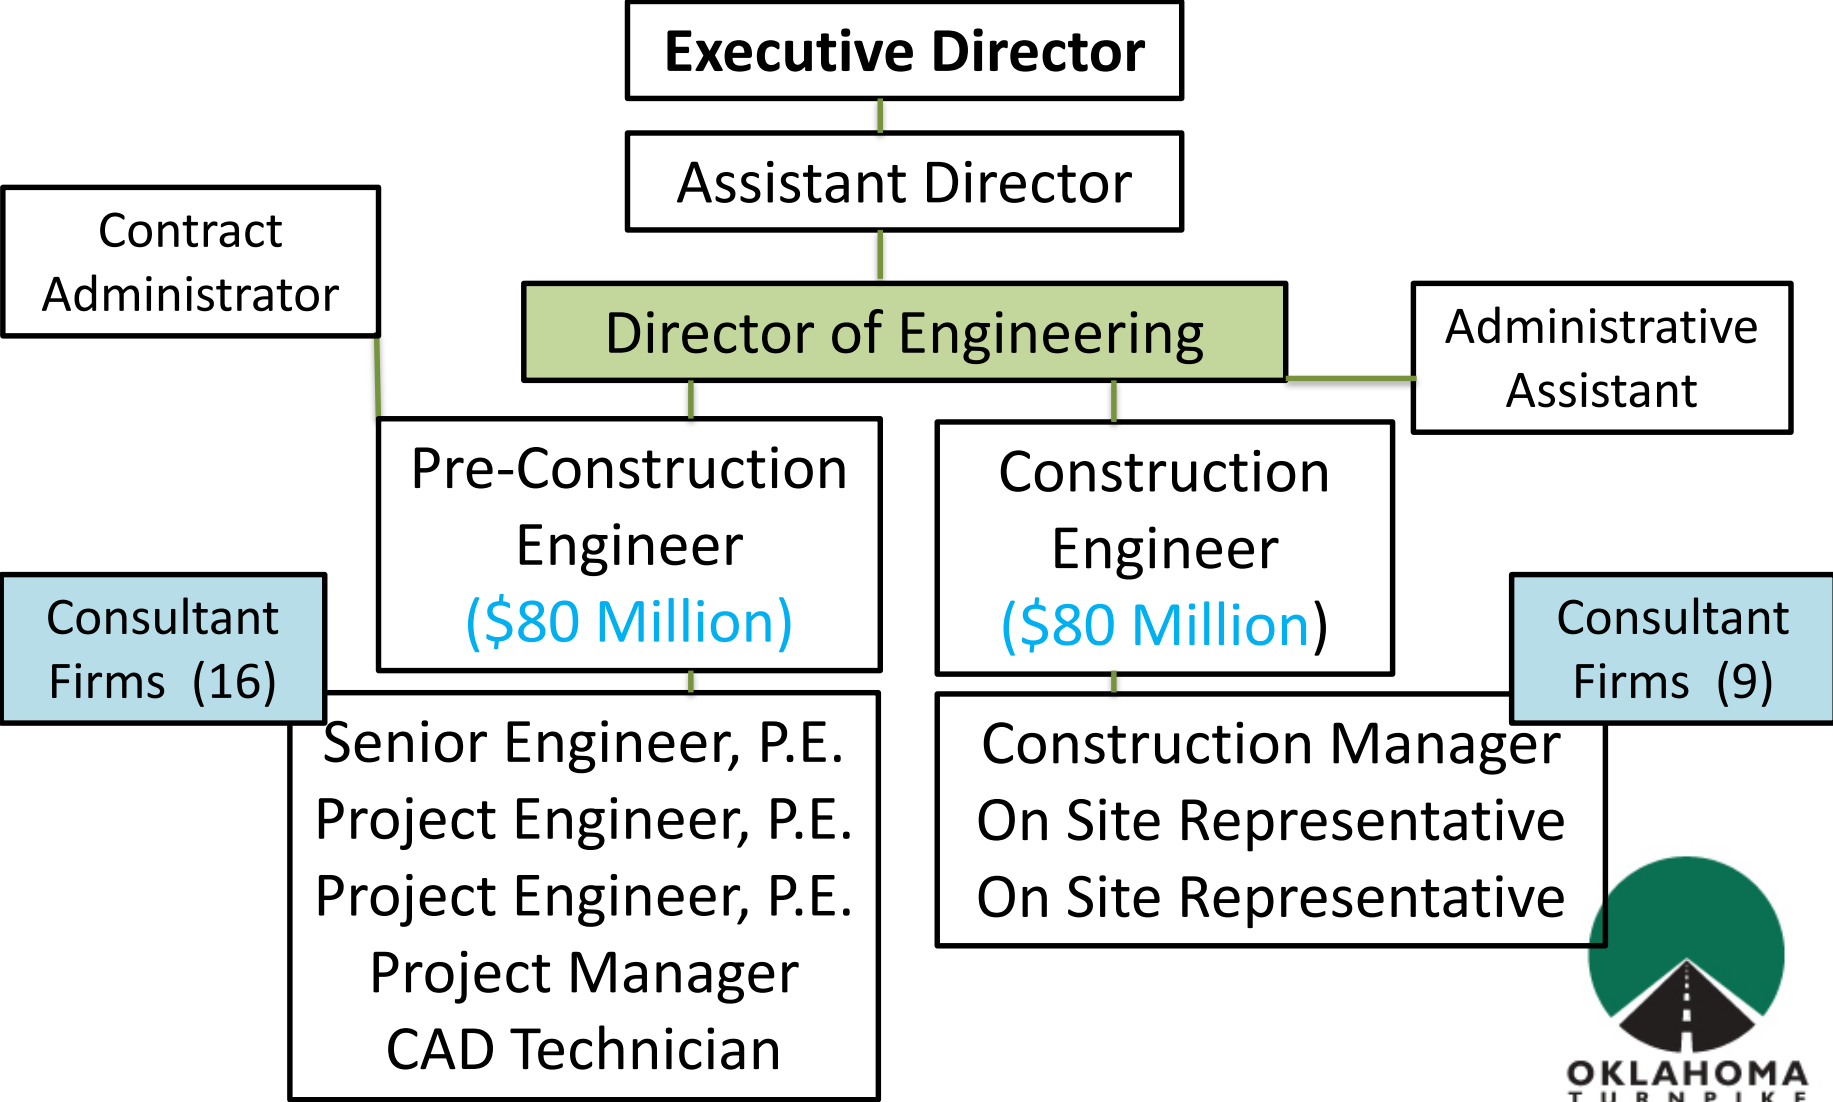 Executive Director
Assistant Director
Contract
Administrator
Director of Engineering
Administrative
Assistant
Pre-Construction
Engineer
($80 Million)
Construction
Engineer
($80 Million)
Consultant
Firms (16)
Consultant
Firms (9)
Senior Engineer, P.E.
Project Engineer, P.E.
Project Engineer, P.E.
Project Manager
CAD Technician
Construction Manager
On Site Representative
On Site Representative
OKLAHOMA
TURNPIKE